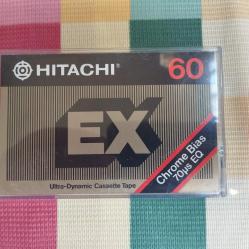 HITACHI 60
EX
Chrome Bias
70μs EQ
Ultra-Dynamic Cassette Tape